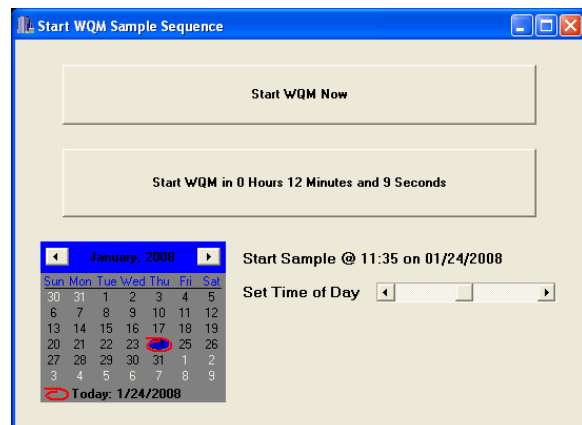 Start WQM Sample Sequence
Start WQM Now
Start WQM in 0 Hours 12 Minutes and 9 Seconds
January, 2008
Sun Mon Tue Wed Thu Fri Sat
30 31 1 2 3 4 5
6 7 8 9 10 11 12
13 14 15 16 17 18 19
20 21 22 23 25 26
27 28 29 30 31 1 2
3 4 5 6 7 8 9
Today: 1/24/2008
Start Sample @ 11:35 on 01/24/2008
Set Time of Day